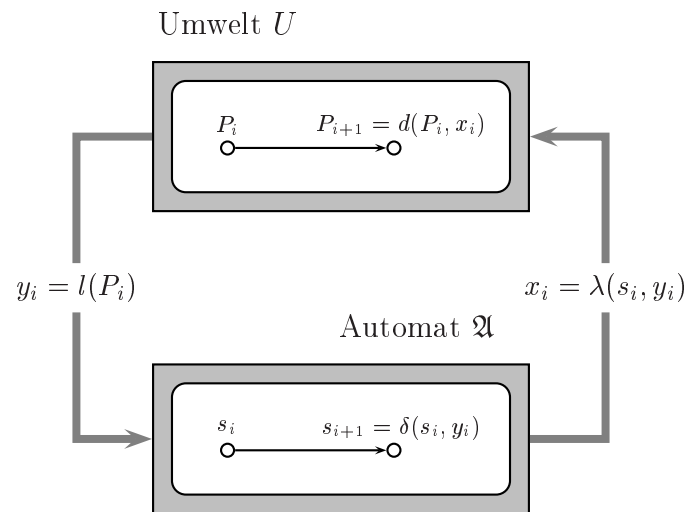 Umwelt U
P_i P_{i+1} = d(P_i, x_i)
y_i = l(P_i) x_i = λ(s_i, y_i)
Automat 𝔄
s_i s_{i+1} = δ(s_i, y_i)